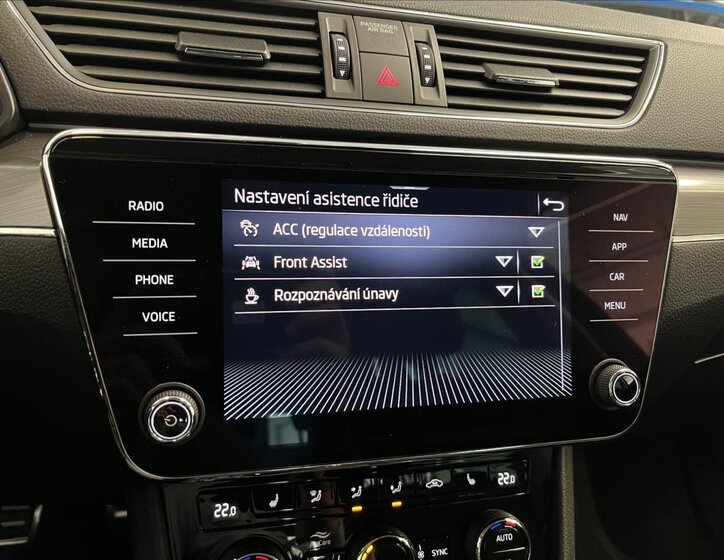 PASSENGER
AIR BAG
Nastavení asistence řidiče
ACC (regulace vzdálenosti)
Front Assist
Rozpoznávání únavy
RADIO
MEDIA
PHONE
VOICE
NAV
APP
CAR
MENU
22.0
22.0
AirCare
SYNC
AUTO